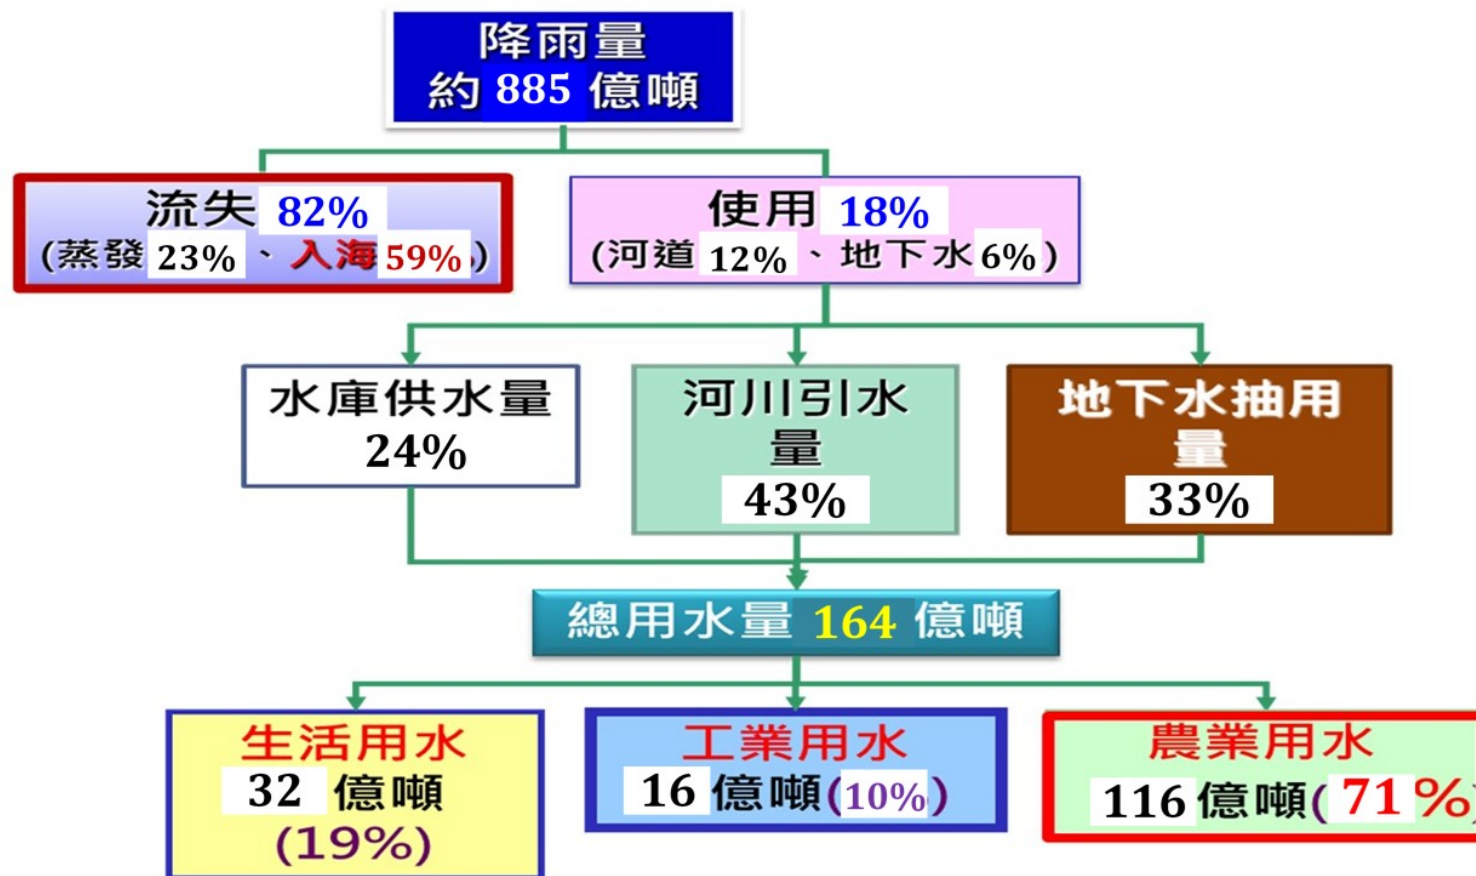 降雨量
約 885 億噸
流失 82%
(蒸發 23% 、入海 59%)
使用 18%
(河道 12% 、地下水 6% )
水庫供水量
24%
河川引水
量
43%
地下水抽用
量
33%
總用水量 164 億噸
生活用水
32 億噸
(19%)
工業用水
16 億噸(10%)
農業用水
116 億噸( 71 %)